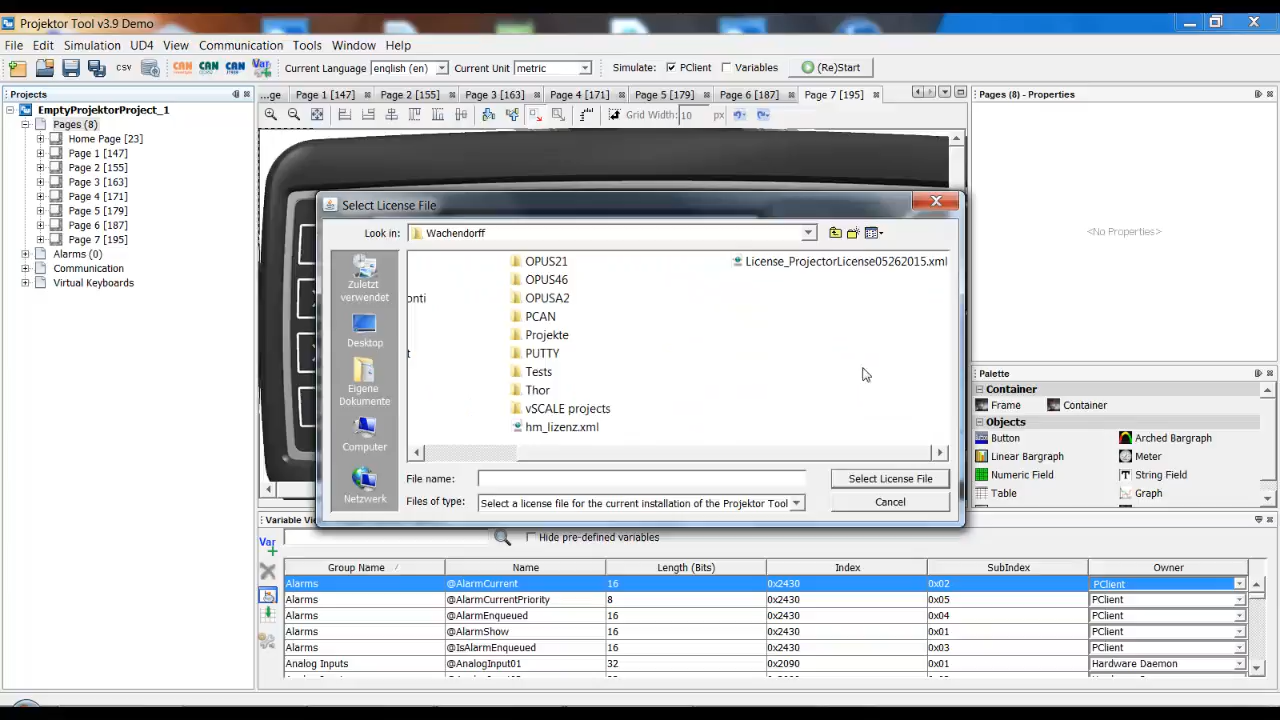 Projektor Tool v3.9 Demo
File Edit Simulation UD4 View Communication Tools Window Help
CSV Var Current Language english (en) Current Unit metric Simulate: PClient Variables (Re)Start
Projects
...ge Page 1 [147] Page 2 [155] Page 3 [163] Page 4 [171] Page 5 [179] Page 6 [187] Page 7 [195]
Pages (8) - Properties
Grid Width: 10 px
EmptyProjektorProject_1
Pages (8)
Home Page [23]
Page 1 [147]
Page 2 [155]
Page 3 [163]
Page 4 [171]
Page 5 [179]
Page 6 [187]
Page 7 [195]
Alarms (0)
Communication
Virtual Keyboards
<No Properties>
Select License File
Look in: Wachendorff
Zuletzt verwendet
Desktop
Eigene Dokumente
Computer
Netzwerk
onti
t
OPUS21
OPUS46
OPUSA2
PCAN
Projekte
PUTTY
Tests
Thor
vSCALE projects
hm_lizenz.xml
License_ProjectorLicense05262015.xml
File name: Select License File
Files of type: Select a license file for the current installation of the Projektor Tool Cancel
Palette
Container
Frame Container
Objects
Button Arched Bargraph
Linear Bargraph Meter
Numeric Field String Field
Table Graph
Variable Vi
Var Hide pre-defined variables
Group Name Name Length (Bits) Index SubIndex Owner
Alarms @AlarmCurrent 16 0x2430 0x02 PClient
Alarms @AlarmCurrentPriority 8 0x2430 0x05 PClient
Alarms @AlarmEnqueued 16 0x2430 0x04 PClient
Alarms @AlarmShow 16 0x2430 0x01 PClient
Alarms @IsAlarmEnqueued 16 0x2430 0x03 PClient
Analog Inputs @AnalogInput01 32 0x2090 0x01 Hardware Daemon